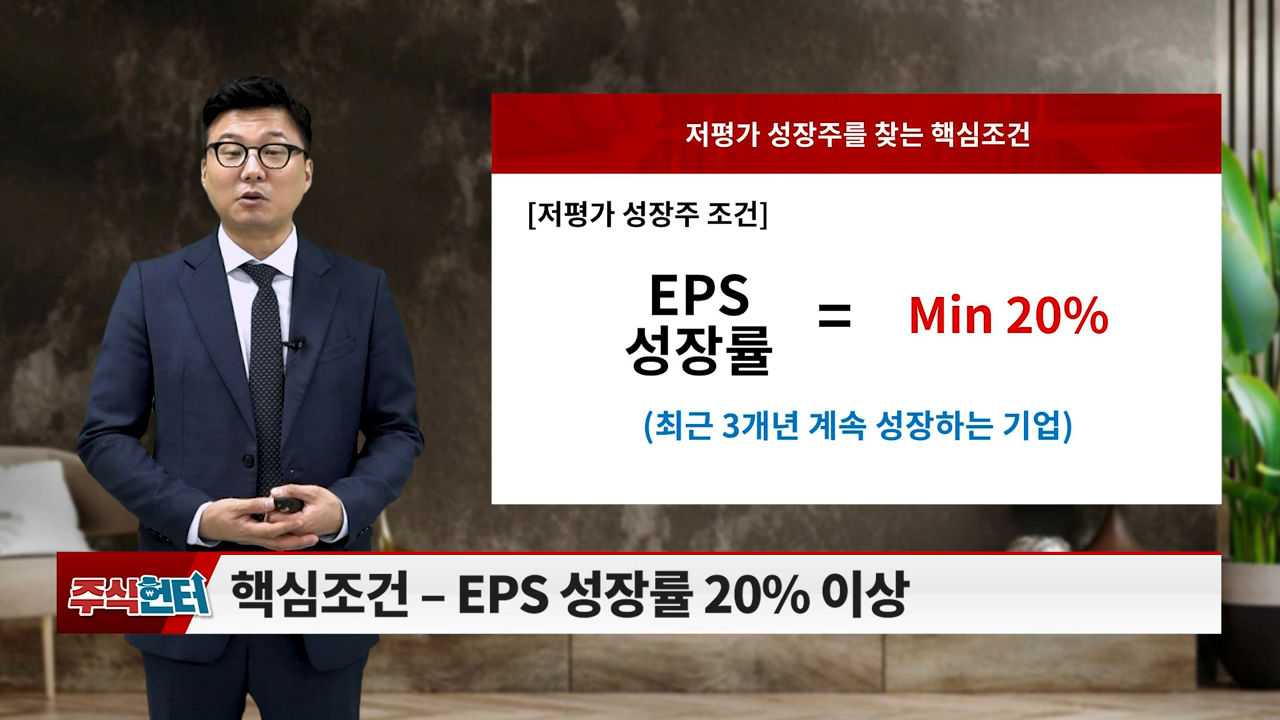 저평가 성장주를 찾는 핵심조건
[저평가 성장주 조건]
EPS
성장률
=
Min 20%
(최근 3개년 계속 성장하는 기업)
주식헌터
핵심조건 – EPS 성장률 20% 이상